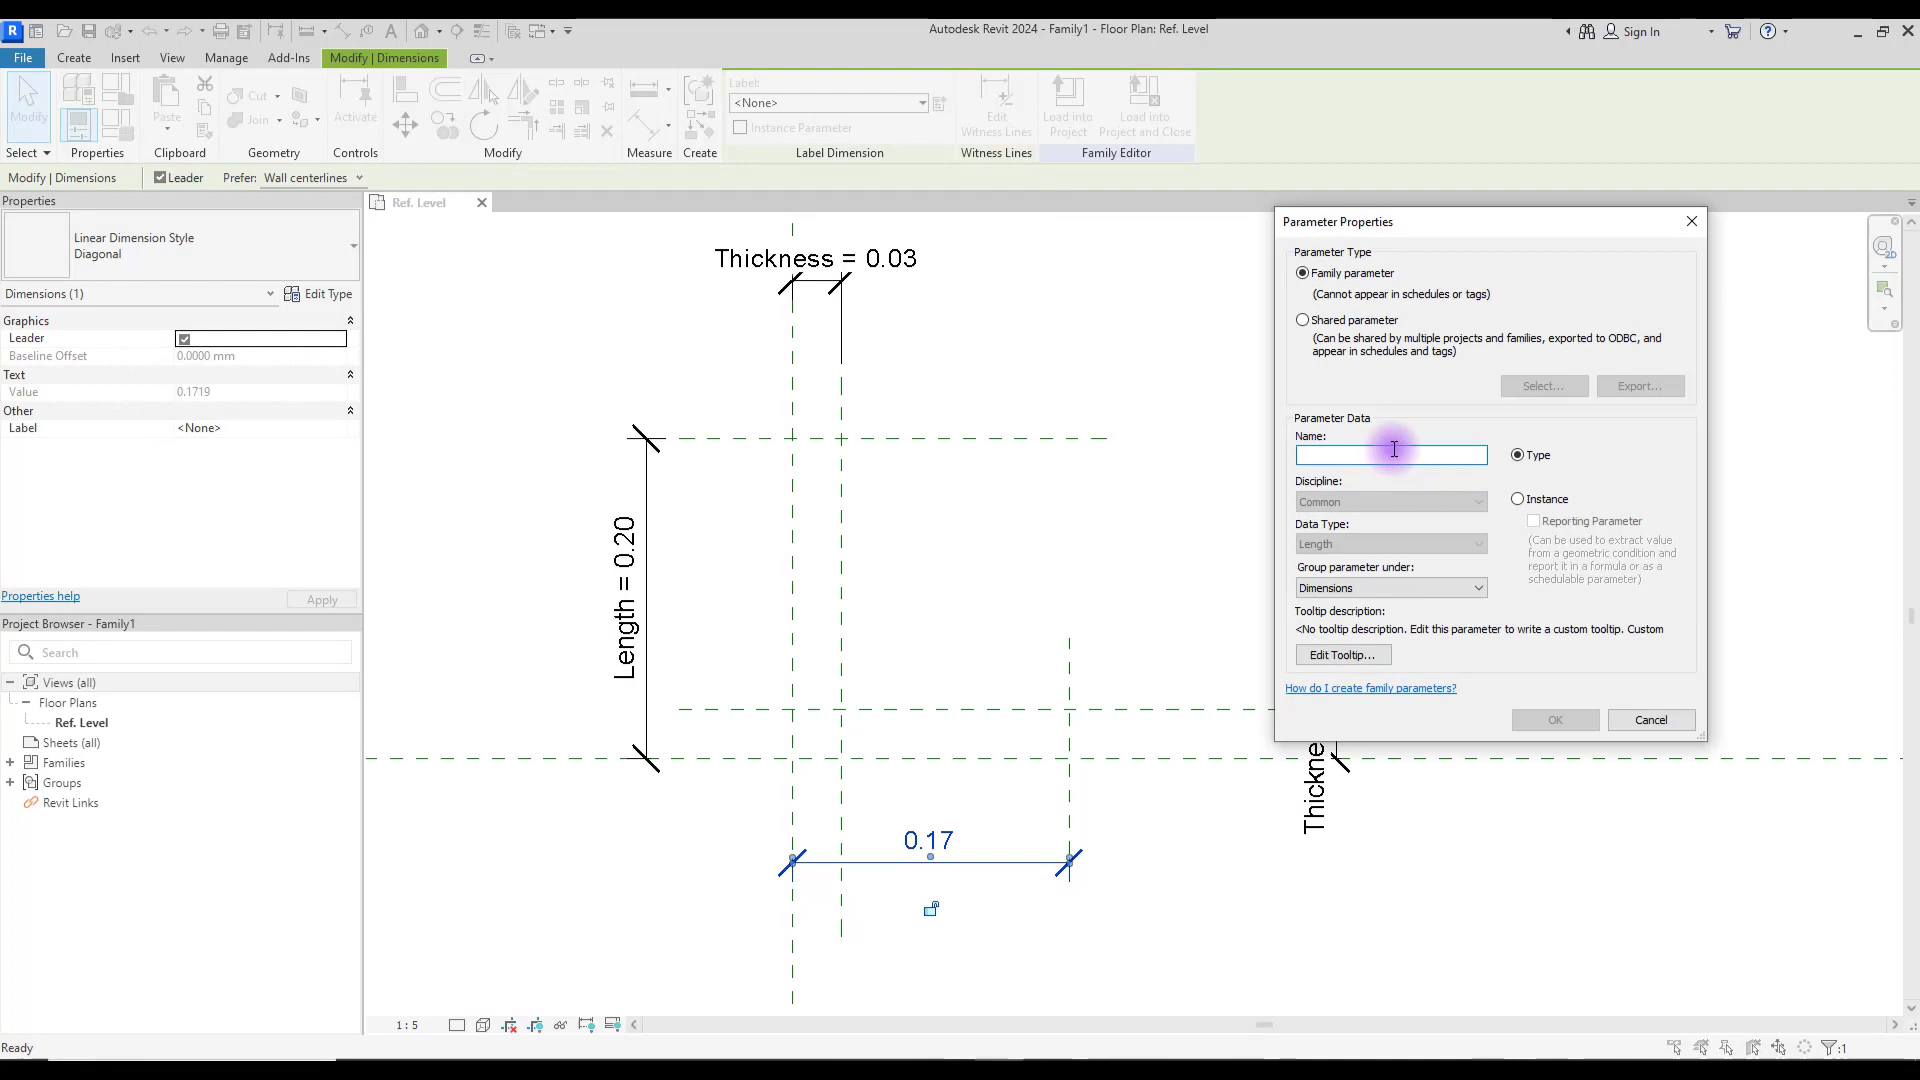 R
Autodesk Revit 2024 - Family1 - Floor Plan: Ref. Level
Sign In
File Create Insert View Manage Add-Ins Modify | Dimensions
Modify
Paste
Cut
Join
Activate
Label:
<None>
Instance Parameter
Edit
Witness Lines
Load into
Project
Load into
Project and Close
Select Properties Clipboard Geometry Controls Modify Measure Create Label Dimension Witness Lines Family Editor
Modify | Dimensions Leader Prefer: Wall centerlines
Properties
Linear Dimension Style
Diagonal
Dimensions (1) Edit Type
Graphics
Leader
Baseline Offset 0.0000 mm
Text
Value 0.1719
Other
Label <None>
Properties help Apply
Project Browser - Family1
Search
Views (all)
Floor Plans
Ref. Level
Sheets (all)
Families
Groups
Revit Links
Ref. Level
Thickness = 0.03
Length = 0.20
0.17
Thickne
2D
Parameter Properties
Parameter Type
Family parameter
(Cannot appear in schedules or tags)
Shared parameter
(Can be shared by multiple projects and families, exported to ODBC, and
appear in schedules and tags)
Select... Export...
Parameter Data
Name:
Type
Discipline:
Common
Instance
Data Type:
Reporting Parameter
Length
(Can be used to extract value
from a geometric condition and
report it in a formula or as a
schedulable parameter)
Group parameter under:
Dimensions
Tooltip description:
<No tooltip description. Edit this parameter to write a custom tooltip. Custom
Edit Tooltip...
How do I create family parameters?
OK Cancel
1 : 5
Ready
:1